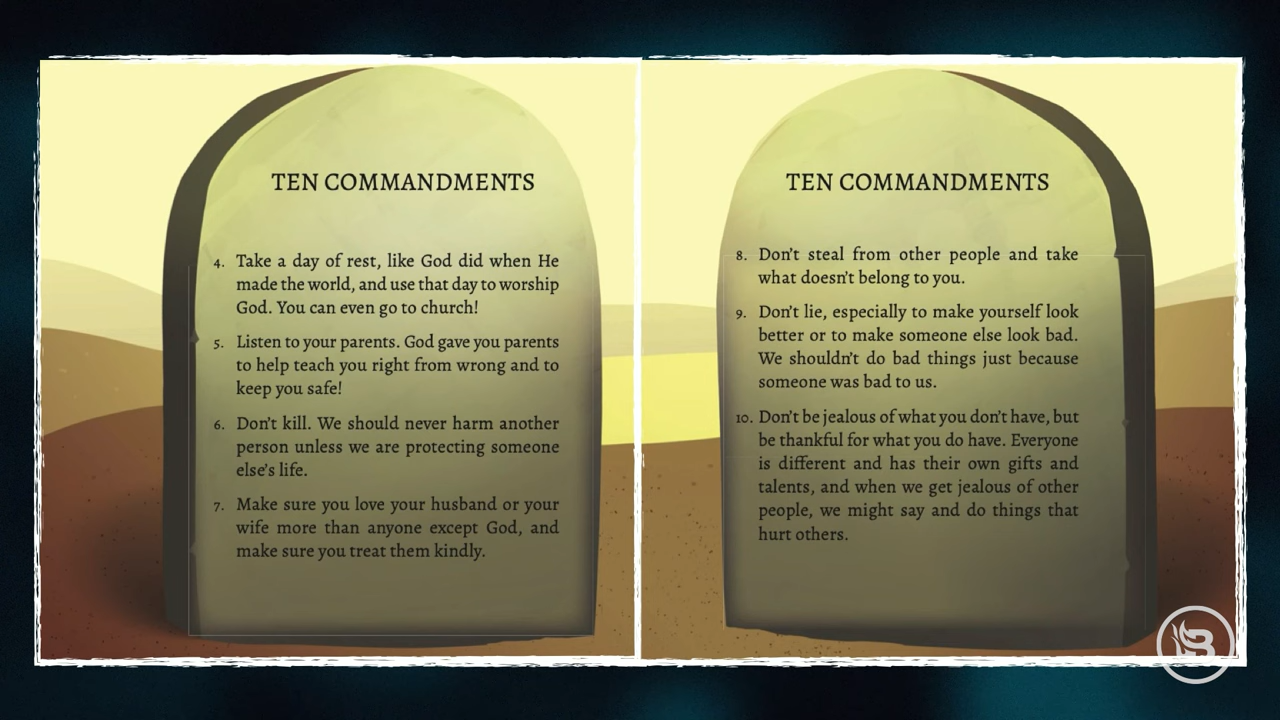 TEN COMMANDMENTS
4. Take a day of rest, like God did when He
made the world, and use that day to worship
God. You can even go to church!
5. Listen to your parents. God gave you parents
to help teach you right from wrong and to
keep you safe!
6. Don't kill. We should never harm another
person unless we are protecting someone
else's life.
7. Make sure you love your husband or your
wife more than anyone except God, and
make sure you treat them kindly.
TEN COMMANDMENTS
8. Don't steal from other people and take
what doesn't belong to you.
9. Don't lie, especially to make yourself look
better or to make someone else look bad.
We shouldn't do bad things just because
someone was bad to us.
10. Don't be jealous of what you don't have, but
be thankful for what you do have. Everyone
is different and has their own gifts and
talents, and when we get jealous of other
people, we might say and do things that
hurt others.
B